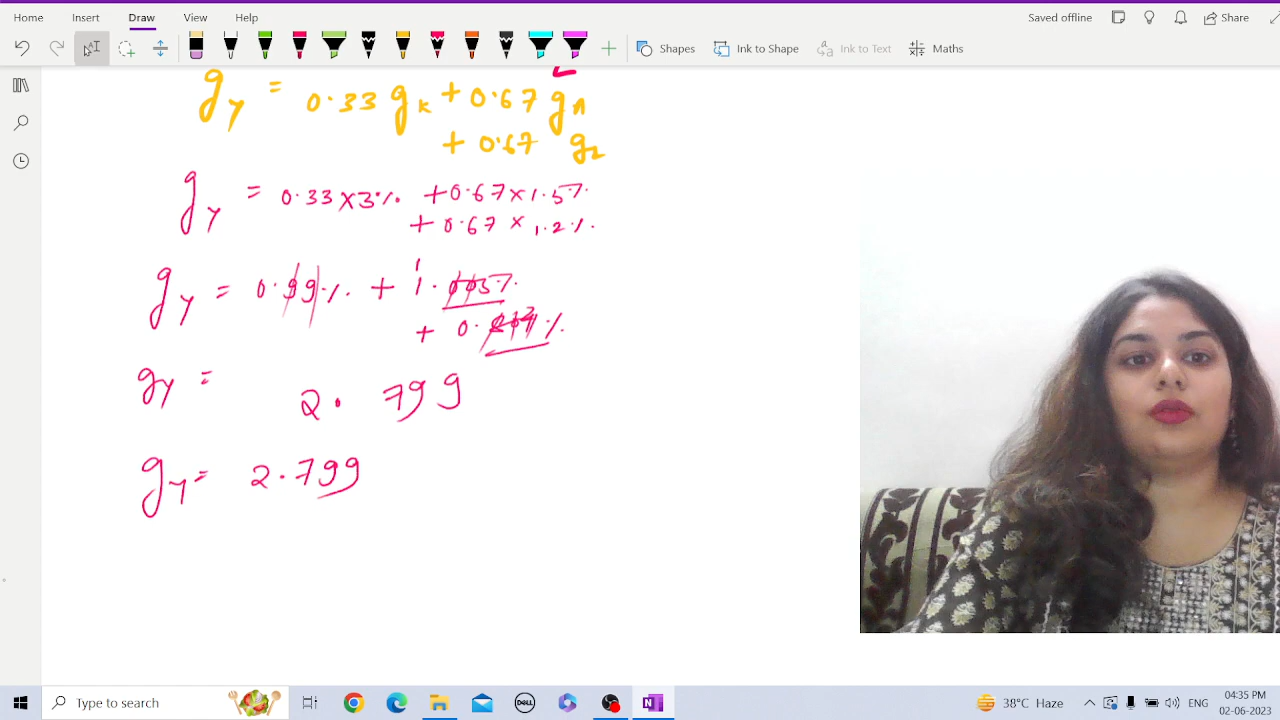 Home Insert Draw View Help Saved offline Share
Shapes Ink to Shape Ink to Text Maths
gY = 0.33 gK + 0.67 gn
+ 0.67 gL
gY = 0.33×3% +0.67×1.5%
+ 0.67 × 1.2%
gY = 0.99% + 1.005%
+ 0. %
gY = 2.799
gY = 2.799
Type to search
DELL
38°C Haze
ENG
04:35 PM
02-06-2023